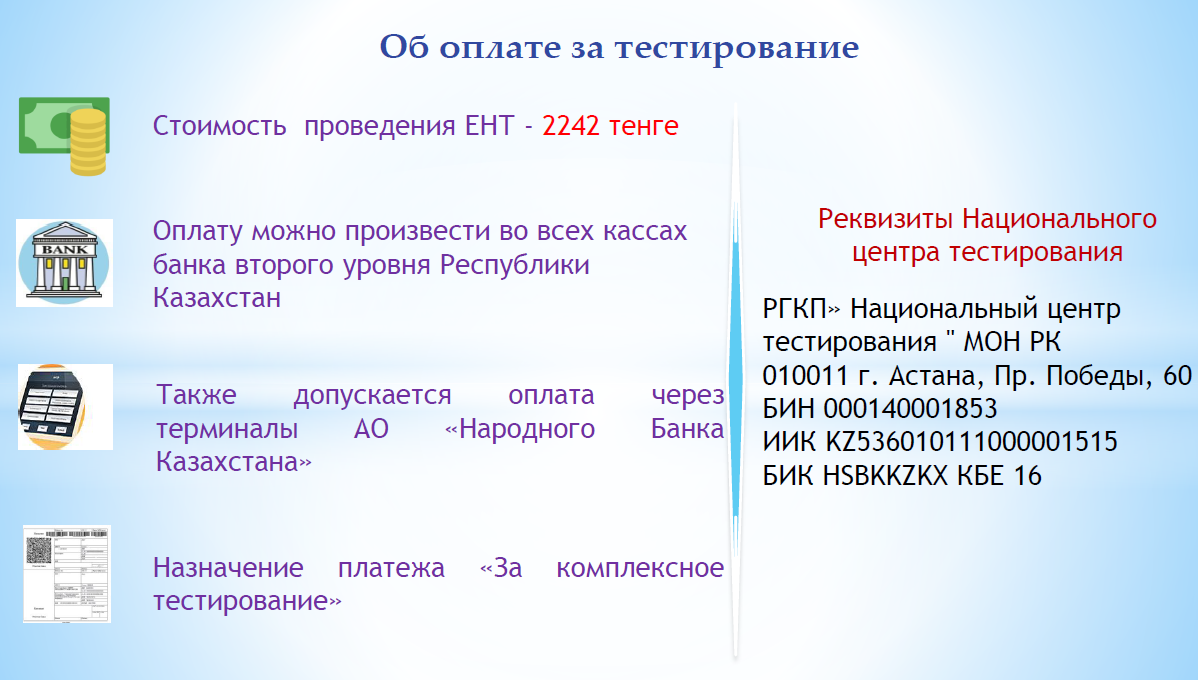 Об оплате за тестирование
Стоимость проведения ЕНТ - 2242 тенге
BANK
Оплату можно произвести во всех кассах
банка второго уровня Республики
Казахстан
Также допускается оплата через
терминалы АО «Народного Банка
Казахстана»
Назначение платежа «За комплексное
тестирование»
Реквизиты Национального
центра тестирования
РГКП» Национальный центр
тестирования " МОН РК
010011 г. Астана, Пр. Победы, 60
БИН 000140001853
ИИК KZ536010111000001515
БИК HSBKKZKX КБЕ 16